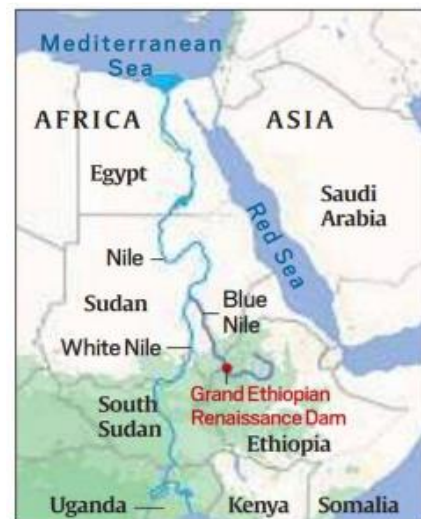 Mediterranean
Sea
AFRICA
ASIA
Egypt
Saudi
Arabia
Red Sea
Nile
Sudan
Blue
Nile
White Nile
Grand Ethiopian
Renaissance Dam
South
Sudan
Ethiopia
Uganda
Kenya
Somalia